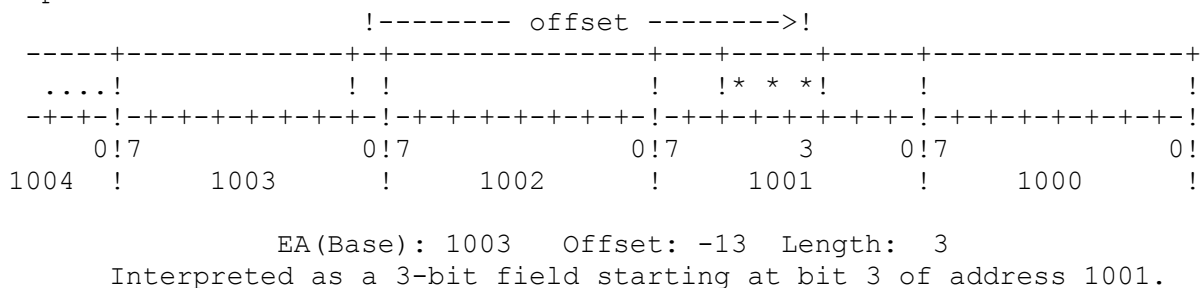 !-------- offset -------->!
-----+-------------+-+---------------+---+-----+-----+---------------+
....! ! ! ! !* * *! ! !
-+-+-!-+-+-+-+-+-+-+-!-+-+-+-+-+-+-+-!-+-+-+-+-+-+-+-!-+-+-+-+-+-+-+-!
0!7 0!7 0!7 3 0!7 0!
1004 ! 1003 ! 1002 ! 1001 ! 1000 !
EA(Base): 1003 Offset: -13 Length: 3
Interpreted as a 3-bit field starting at bit 3 of address 1001.